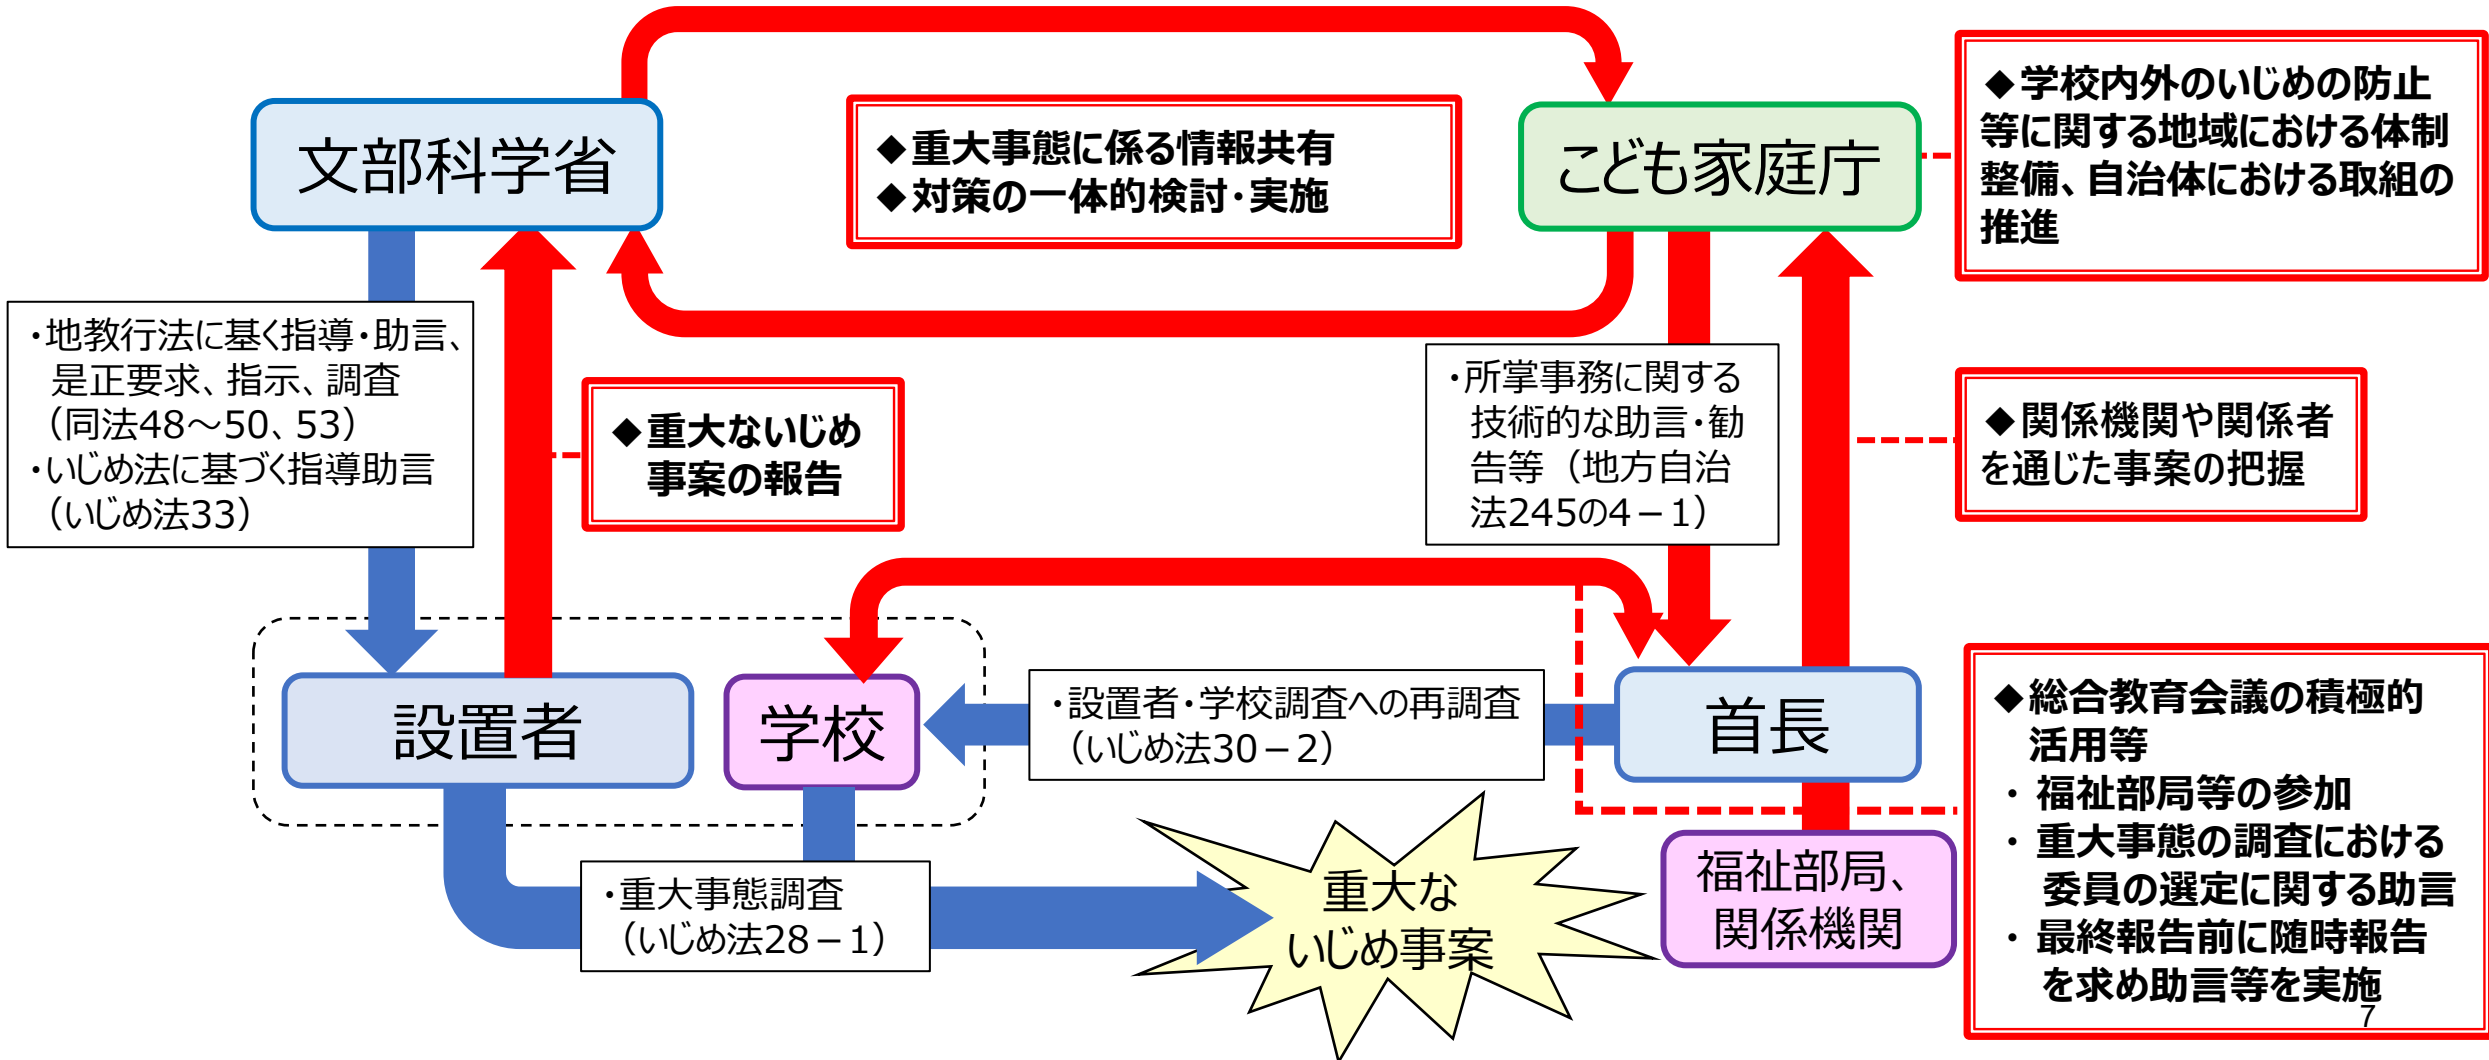 文部科学省
◆重大事態に係る情報共有
◆対策の一体的検討・実施
こども家庭庁
◆学校内外のいじめの防止
等に関する地域における体制
整備、自治体における取組の
推進
・地教行法に基く指導・助言、
是正要求、指示、調査
（同法48～50、53）
・いじめ法に基づく指導助言
（いじめ法33）
◆重大ないじめ
事案の報告
・所掌事務に関する
技術的な助言・勧
告等（地方自治
法245の4－1）
◆関係機関や関係者
を通じた事案の把握
設置者
学校
・設置者・学校調査への再調査
（いじめ法30－2）
首長
◆総合教育会議の積極的
活用等
・ 福祉部局等の参加
・ 重大事態の調査における
委員の選定に関する助言
・ 最終報告前に随時報告
を求め助言等を実施
・重大事態調査
（いじめ法28－1）
重大な
いじめ事案
福祉部局、
関係機関
7